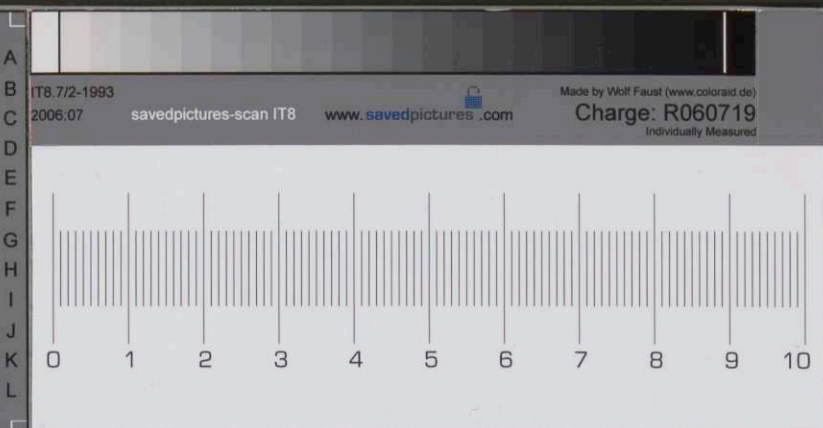 A
B
C
D
E
F
G
H
I
J
K
L
IT8.7/2-1993
2006:07
savedpictures-scan IT8
www.savedpictures.com
Made by Wolf Faust (www.coloraid.de)
Charge: R060719
Individually Measured
0 1 2 3 4 5 6 7 8 9 10